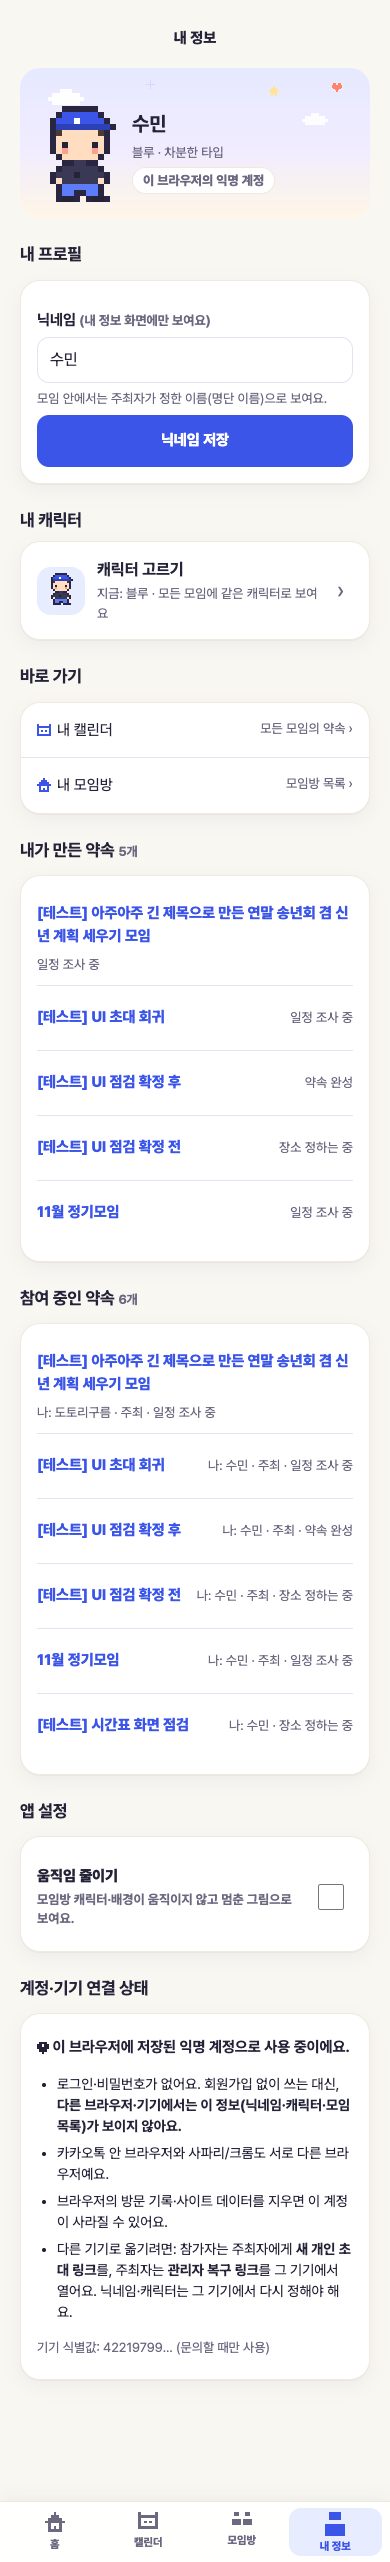 내 정보
수민
블루 · 차분한 타입
이 브라우저의 익명 계정
내 프로필
닉네임 (내 정보 화면에만 보여요)
수민
모임 안에서는 주최자가 정한 이름(명단 이름)으로 보여요.
닉네임 저장
내 캐릭터
캐릭터 고르기
지금: 블루 · 모든 모임에 같은 캐릭터로 보여
요
›
바로 가기
내 캘린더
모든 모임의 약속 ›
내 모임방
모임방 목록 ›
내가 만든 약속 5개
[테스트] 아주아주 긴 제목으로 만든 연말 송년회 겸 신
년 계획 세우기 모임
일정 조사 중
[테스트] UI 초대 회귀
일정 조사 중
[테스트] UI 점검 확정 후
약속 완성
[테스트] UI 점검 확정 전
장소 정하는 중
11월 정기모임
일정 조사 중
참여 중인 약속 6개
[테스트] 아주아주 긴 제목으로 만든 연말 송년회 겸 신
년 계획 세우기 모임
나: 도토리구름 · 주최 · 일정 조사 중
[테스트] UI 초대 회귀
나: 수민 · 주최 · 일정 조사 중
[테스트] UI 점검 확정 후
나: 수민 · 주최 · 약속 완성
[테스트] UI 점검 확정 전
나: 수민 · 주최 · 장소 정하는 중
11월 정기모임
나: 수민 · 주최 · 일정 조사 중
[테스트] 시간표 화면 점검
나: 수민 · 장소 정하는 중
앱 설정
움직임 줄이기
모임방 캐릭터·배경이 움직이지 않고 멈춘 그림으로
보여요.
계정·기기 연결 상태
이 브라우저에 저장된 익명 계정으로 사용 중이에요.
• 로그인·비밀번호가 없어요. 회원가입 없이 쓰는 대신,
다른 브라우저·기기에서는 이 정보(닉네임·캐릭터·모임
목록)가 보이지 않아요.
• 카카오톡 안 브라우저와 사파리/크롬도 서로 다른 브라
우저예요.
• 브라우저의 방문 기록·사이트 데이터를 지우면 이 계정
이 사라질 수 있어요.
• 다른 기기로 옮기려면: 참가자는 주최자에게 새 개인 초
대 링크를, 주최자는 관리자 복구 링크를 그 기기에서
열어요. 닉네임·캐릭터는 그 기기에서 다시 정해야 해
요.
기기 식별값: 42219799... (문의할 때만 사용)
홈
캘린더
모임방
내 정보